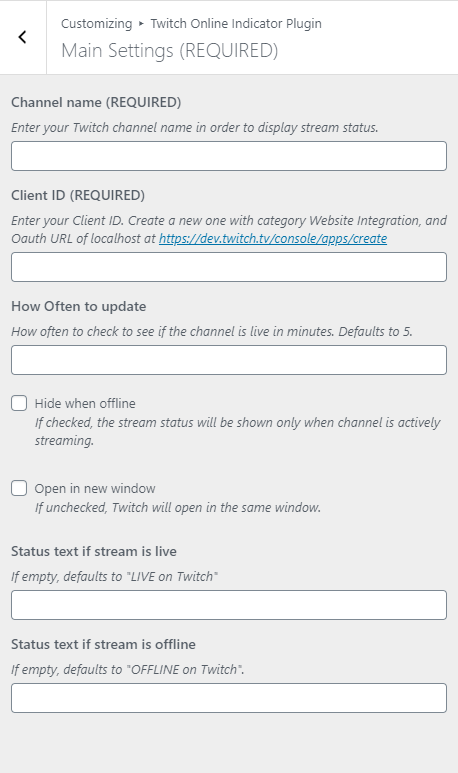 Customizing ▸ Twitch Online Indicator Plugin
Main Settings (REQUIRED)
Channel name (REQUIRED)
Enter your Twitch channel name in order to display stream status.
Client ID (REQUIRED)
Enter your Client ID. Create a new one with category Website Integration, and
Oauth URL of localhost at https://dev.twitch.tv/console/apps/create
How Often to update
How often to check to see if the channel is live in minutes. Defaults to 5.
Hide when offline
If checked, the stream status will be shown only when channel is actively
streaming.
Open in new window
If unchecked, Twitch will open in the same window.
Status text if stream is live
If empty, defaults to "LIVE on Twitch"
Status text if stream is offline
If empty, defaults to "OFFLINE on Twitch".